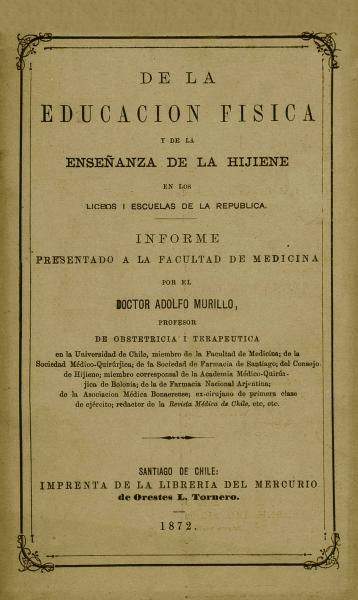 DE LA
EDUCACION FISICA
Y DE LA
ENSEÑANZA DE LA HIJIENE
EN LOS
LICEOS I ESCUELAS DE LA REPUBLICA.
INFORME
PRESENTADO A LA FACULTAD DE MEDICINA
POR EL
DOCTOR ADOLFO MURILLO,
PROFESOR
DE OBSTETRICIA I TERAPEUTICA
en la Universidad de Chile, miembro de la Facultad de Medicina; de la
Sociedad Médico-Quirúrjica; de la Sociedad de Farmacia de Santiago; del Consejo
de Hijiene; miembro corresponsal de la Academia Médico-Quirúr-
jica de Bolonia; de la de Farmacia Nacional Arjentina;
de la Asociacion Médica Bonaerense; ex-cirujano de primera clase
de ejército; redactor de la Revista Médica de Chile, etc, etc.
SANTIAGO DE CHILE:
IMPRENTA DE LA LIBRERIA DEL MERCURIO
de Orestes L. Tornero.
1872.